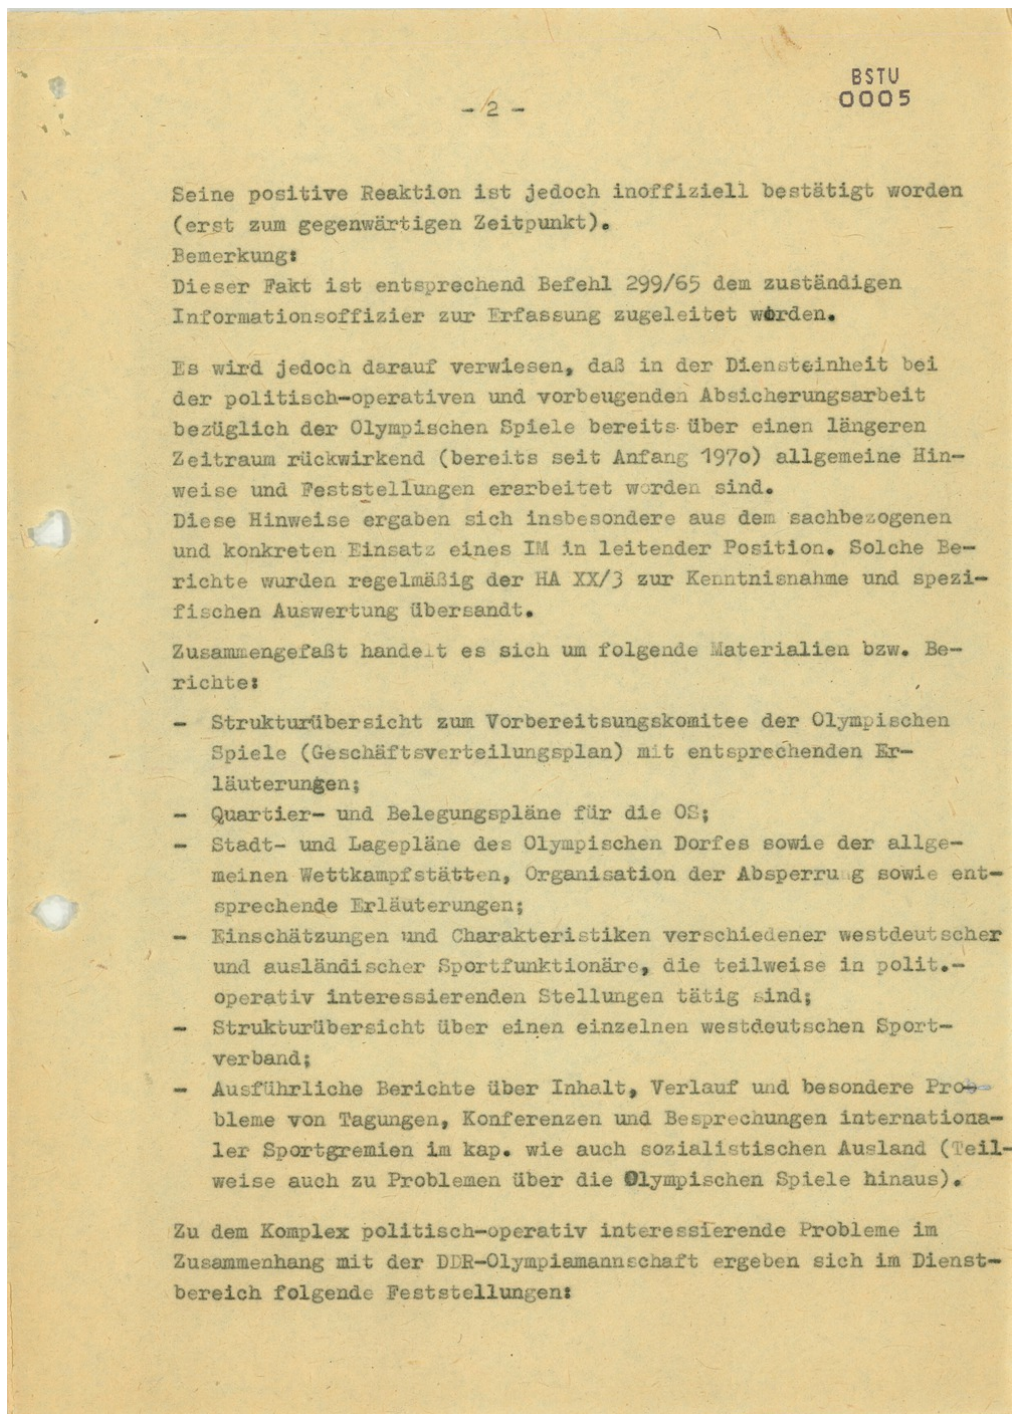 BSTU
0005
- 2 -
Seine positive Reaktion ist jedoch inoffiziell bestätigt worden
(erst zum gegenwärtigen Zeitpunkt).
Bemerkung:
Dieser Fakt ist entsprechend Befehl 299/65 dem zuständigen
Informationsoffizier zur Erfassung zugeleitet worden.
Es wird jedoch darauf verwiesen, daß in der Diensteinheit bei
der politisch-operativen und vorbeugenden Absicherungsarbeit
bezüglich der Olympischen Spiele bereits über einen längeren
Zeitraum rückwirkend (bereits seit Anfang 197o) allgemeine Hin-
weise und Feststellungen erarbeitet worden sind.
Diese Hinweise ergaben sich insbesondere aus dem sachbezogenen
und konkreten Einsatz eines IM in leitender Position. Solche Be-
richte wurden regelmäßig der HA XX/3 zur Kenntnisnahme und spezi-
fischen Auswertung übersandt.
Zusammengefaßt handelt es sich um folgende Materialien bzw. Be-
richte:
- Strukturübersicht zum Vorbereitsungskomitee der Olympischen
Spiele (Geschäftsverteilungsplan) mit entsprechenden Er-
läuterungen;
- Quartier- und Belegungspläne für die OS;
- Stadt- und Lagepläne des Olympischen Dorfes sowie der allge-
meinen Wettkampfstätten, Organisation der Absperrung sowie ent-
sprechende Erläuterungen;
- Einschätzungen und Charakteristiken verschiedener westdeutscher
und ausländischer Sportfunktionäre, die teilweise in polit.-
operativ interessierenden Stellungen tätig sind;
- Strukturübersicht über einen einzelnen westdeutschen Sport-
verband;
- Ausführliche Berichte über Inhalt, Verlauf und besondere Pro-
bleme von Tagungen, Konferenzen und Besprechungen internationa-
ler Sportgremien im kap. wie auch sozialistischen Ausland (Teil-
weise auch zu Problemen über die Olympischen Spiele hinaus).
Zu dem Komplex politisch-operativ interessierende Probleme im
Zusammenhang mit der DDR-Olympiamannschaft ergeben sich im Dienst-
bereich folgende Feststellungen: